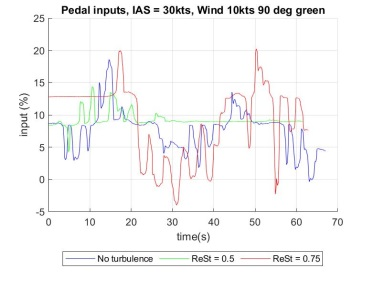 Pedal inputs, IAS = 30kts, Wind 10kts 90 deg green
25
20
15
10
5
0
-5
input (%)
0 10 20 30 40 50 60 70
time(s)
No turbulence ReSt = 0.5 ReSt = 0.75